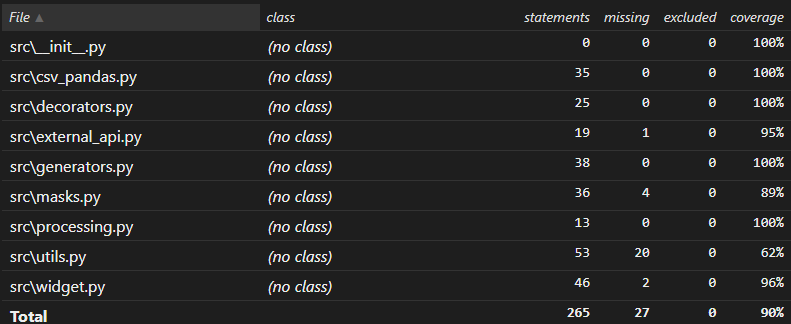 File ▲ class statements missing excluded coverage
src\__init__.py (no class) 0 0 0 100%
src\csv_pandas.py (no class) 35 0 0 100%
src\decorators.py (no class) 25 0 0 100%
src\external_api.py (no class) 19 1 0 95%
src\generators.py (no class) 38 0 0 100%
src\masks.py (no class) 36 4 0 89%
src\processing.py (no class) 13 0 0 100%
src\utils.py (no class) 53 20 0 62%
src\widget.py (no class) 46 2 0 96%
Total 265 27 0 90%